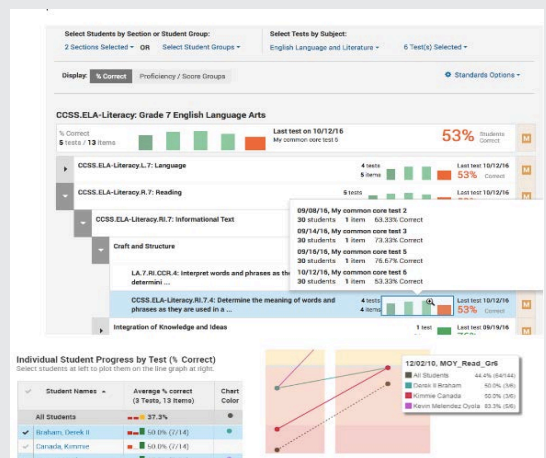 Select Students by Section or Student Group:
Select Tests by Subject:
2 Sections Selected OR Select Student Groups
English Language and Literature
6 Test(s) Selected
Display: % Correct Proficiency / Score Groups
Standards Options
CCSS.ELA-Literacy: Grade 7 English Language Arts
% Correct
5 tests / 13 items
Last test on 10/12/16
My common core test 5
53% Students Correct
M
CCSS.ELA-Literacy.L.7: Language
4 tests
5 items
Last test 10/12/16
53% Correct
M
CCSS.ELA-Literacy.R.7: Reading
5 tests
Last test 10/12/16
M
CCSS.ELA-Literacy.RI.7: Informational Text
09/08/16, My common core test 2
30 students 1 item 63.33% Correct
09/14/16, My common core test 3
30 students 1 item 73.33% Correct
09/16/16, My common core test 5
30 students 1 item 76.67% Correct
10/12/16, My common core test 6
30 students 1 item 53.33% Correct
Craft and Structure
LA.7.RI.CCR.4: Interpret words and phrases as the
determini ...
CCSS.ELA-Literacy.RI.7.4: Determine the meaning of words and
phrases as they are used in a ...
4 tests
4 items
Last test 10/12/16
53% Correct
M
Integration of Knowledge and Ideas
1 test
Last test 09/19/16
Individual Student Progress by Test (% Correct)
Select students at left to plot them on the line graph at right.
Student Names
Average % correct
(3 Tests, 13 items)
Chart
Color
All Students
37.3%
Braham, Derek II
50.0% (7/14)
Canada, Kimmie
50.0% (7/14)
12/02/10, MOY_Read_Gr6
All Students 44.4% (64/144)
Derek II Braham 50.0% (3/6)
Kimmie Canada 50.0% (3/6)
Kevin Melendez Oyola 83.3% (5/6)